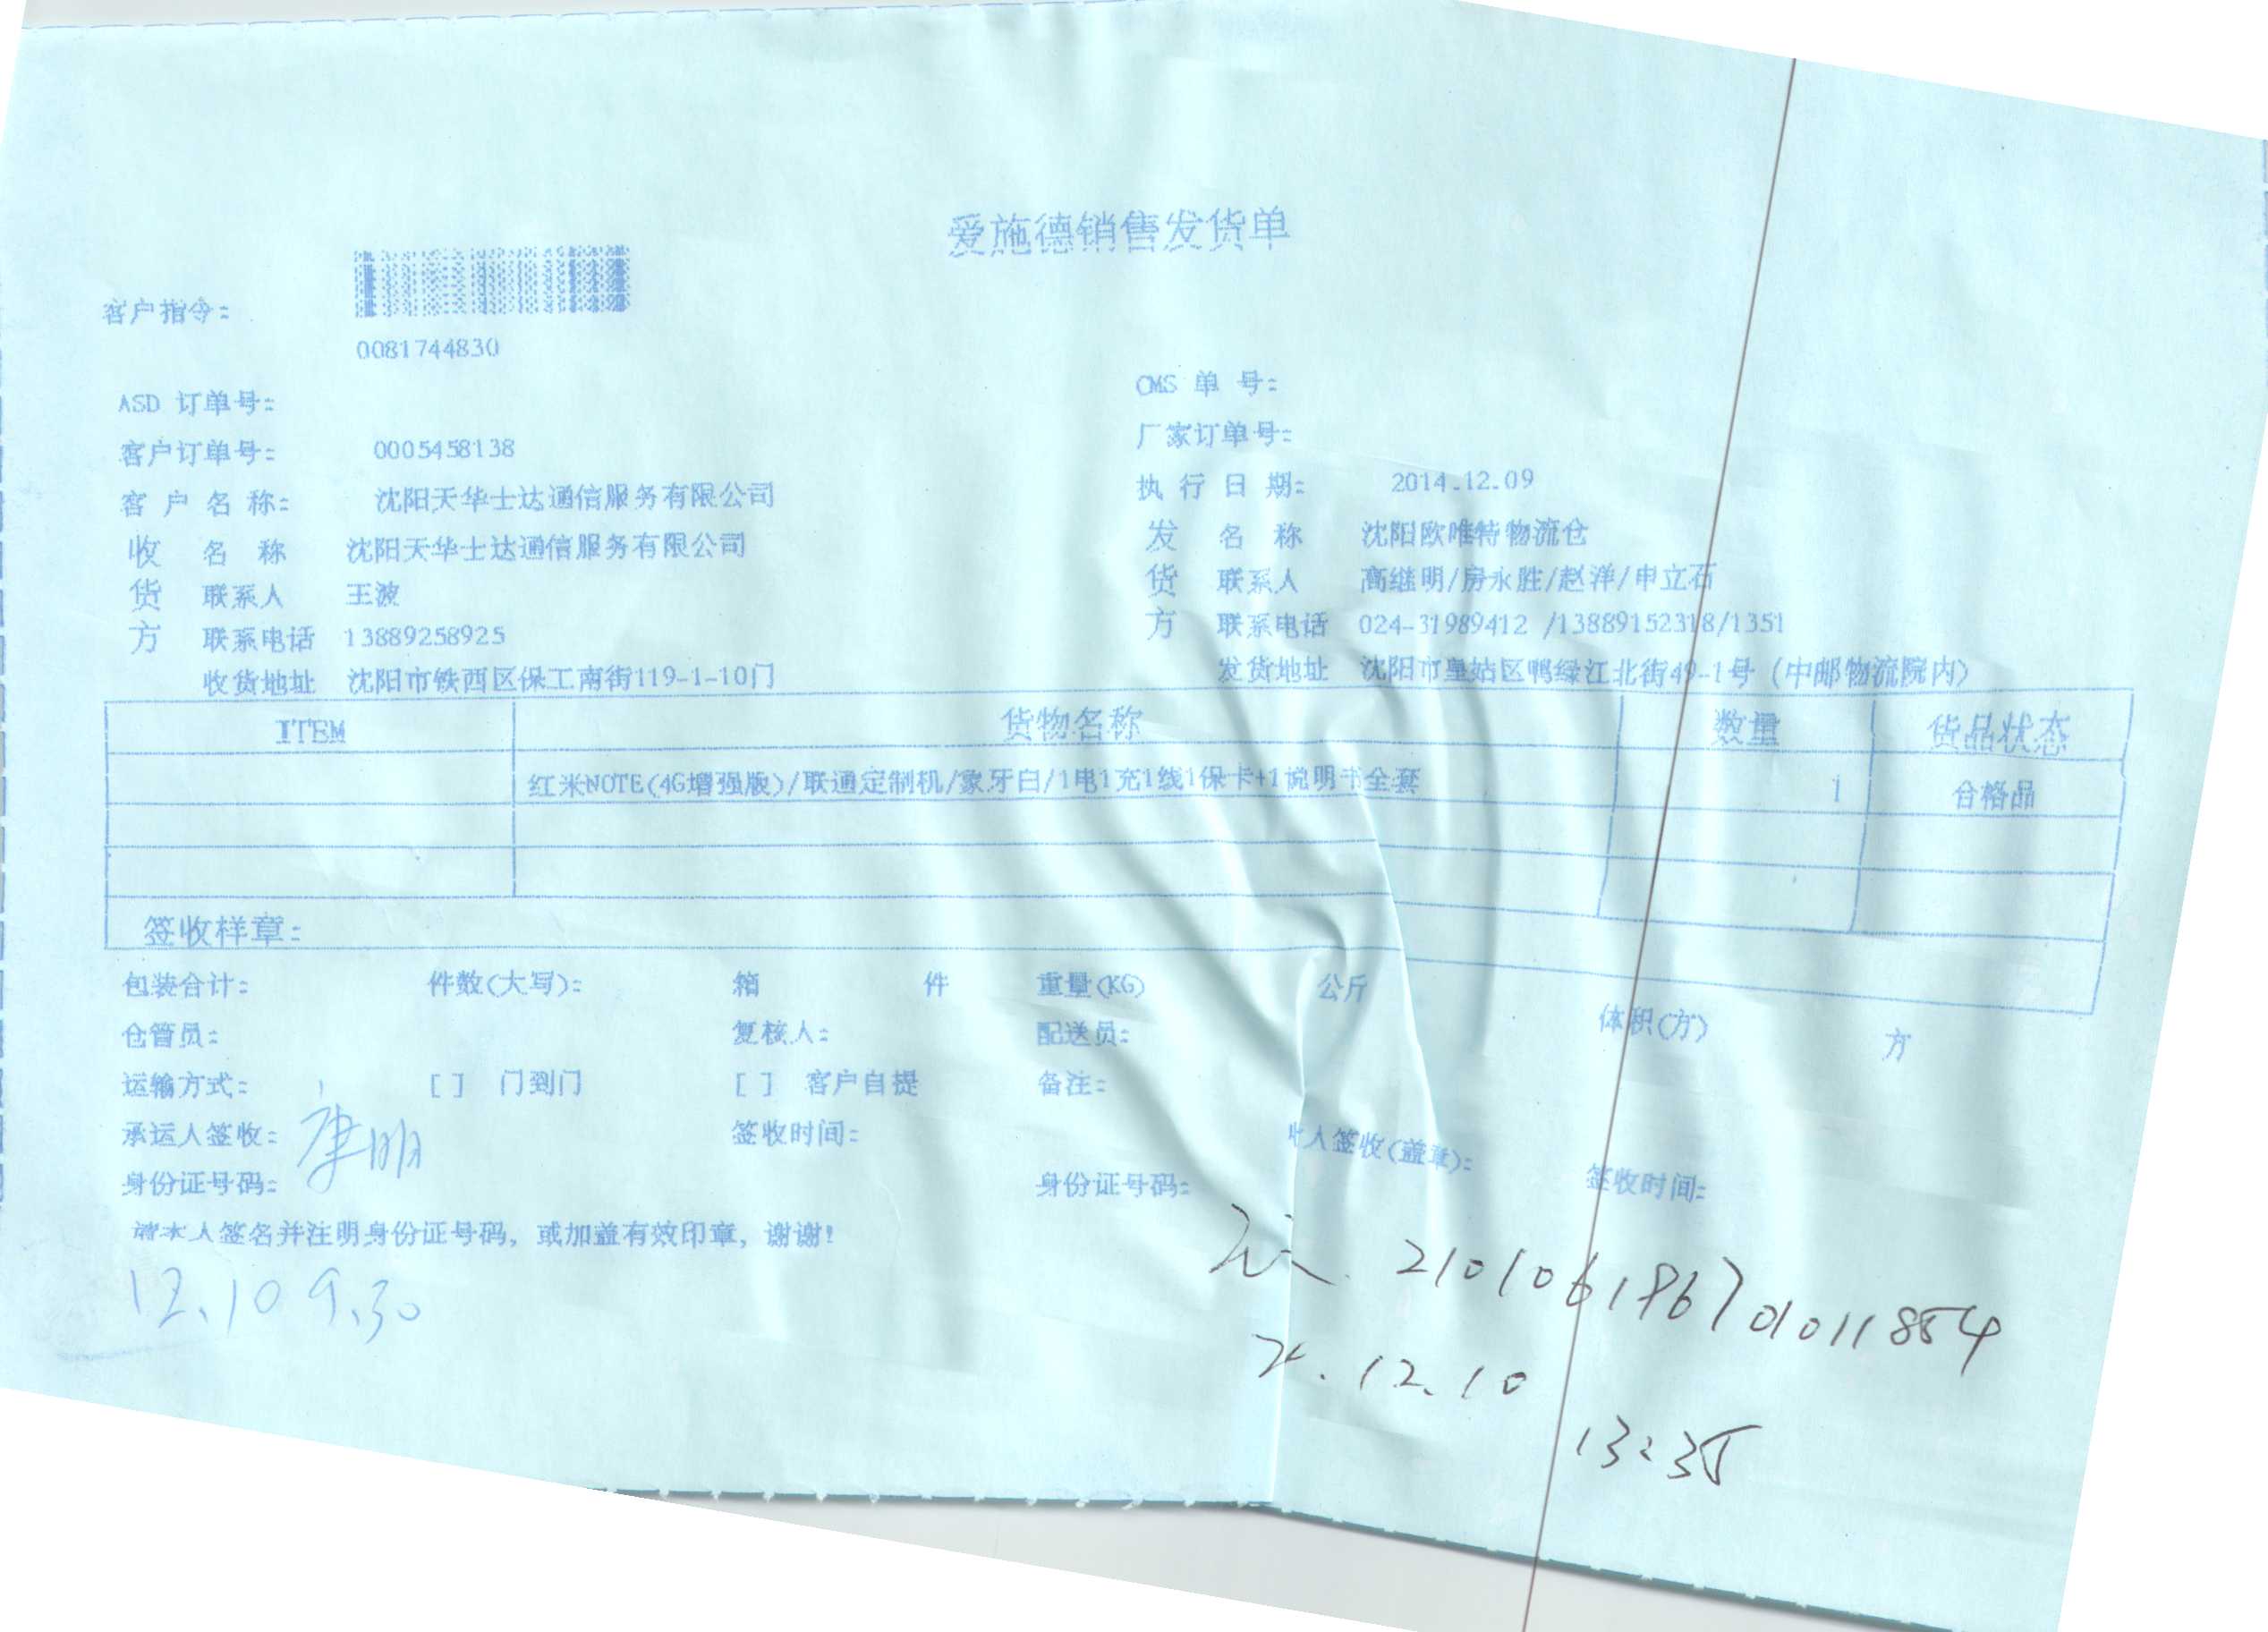 爱施德销售发货单
客户指令:
0081744830
ASD 订单号:
CMS 单 号:
客户订单号: 0005458138
厂家订单号:
客 户 名 称: 沈阳天华士达通信服务有限公司
执 行 日 期: 2014.12.09
收 名 称 沈阳天华士达通信服务有限公司
发 名 称 沈阳欧唯特物流仓
货 联系人 王波
货 联系人 高继明/房永胜/赵洋/申立石
方 联系电话 13889258925
方 联系电话 024-31989412 /13889152318/1351
收货地址 沈阳市铁西区保工南街119-1-10门
发货地址 沈阳市皇姑区鸭绿江北街49-1号 (中邮物流院内)
ITEM 货物名称 数量 货品状态
红米NOTE(4G增强版)/联通定制机/象牙白/1电1充1线1保卡+1说明书全套 1 合格品
签收样章:
包装合计: 件数(大写): 箱 件 重量(KG) 公斤 体积(方) 方
仓管员: 复核人: 配送员:
运输方式: [ ] 门到门 [ ] 客户自提 备注:
承运人签收: 康明 签收时间: 人签收(盖章): 签收时间:
身份证号码: 身份证号码:
请本人签名并注明身份证号码, 或加盖有效印章, 谢谢!
12.10 9.30
210106196701011854
12.10
13:35